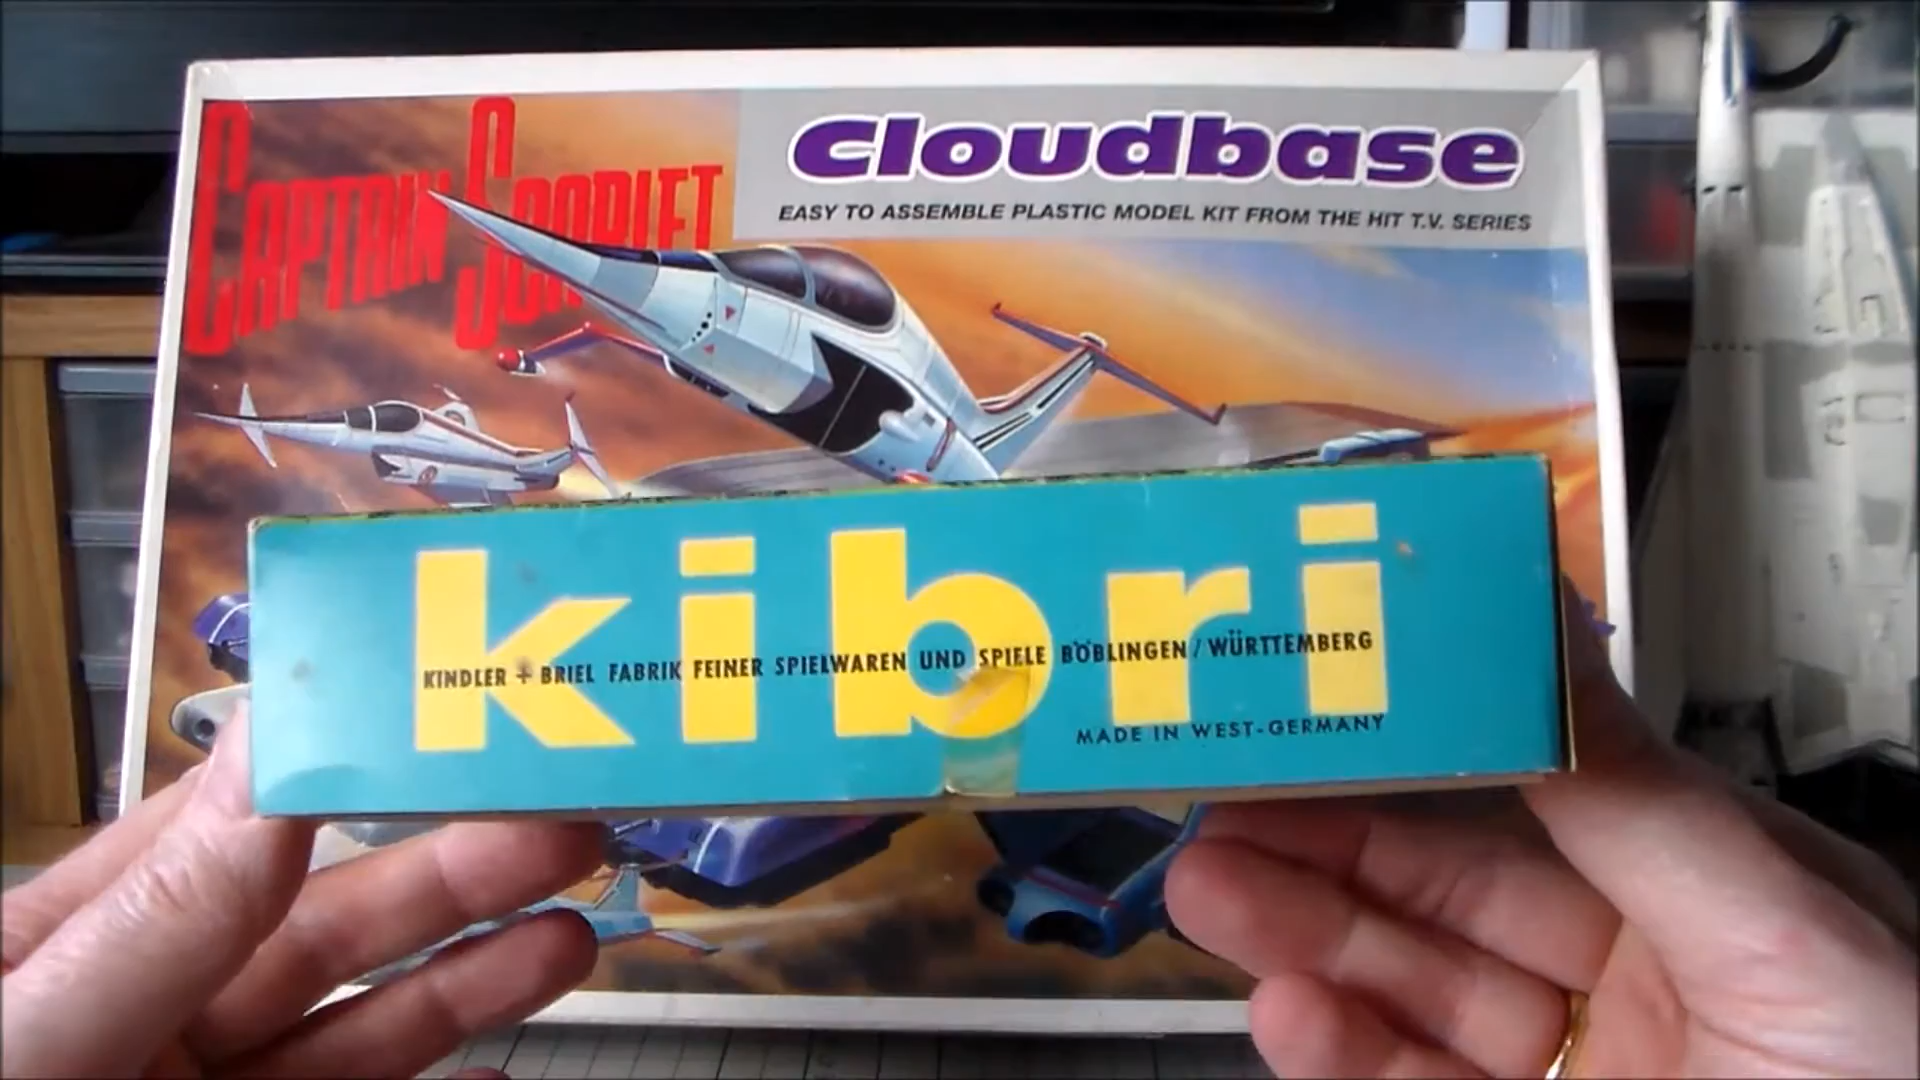 CAPTAIN SCARLET
Cloudbase
EASY TO ASSEMBLE PLASTIC MODEL KIT FROM THE HIT T.V. SERIES
kibri
KINDLER + BRIEL FABRIK FEINER SPIELWAREN UND SPIELE BÖBLINGEN / WÜRTTEMBERG
MADE IN WEST-GERMANY